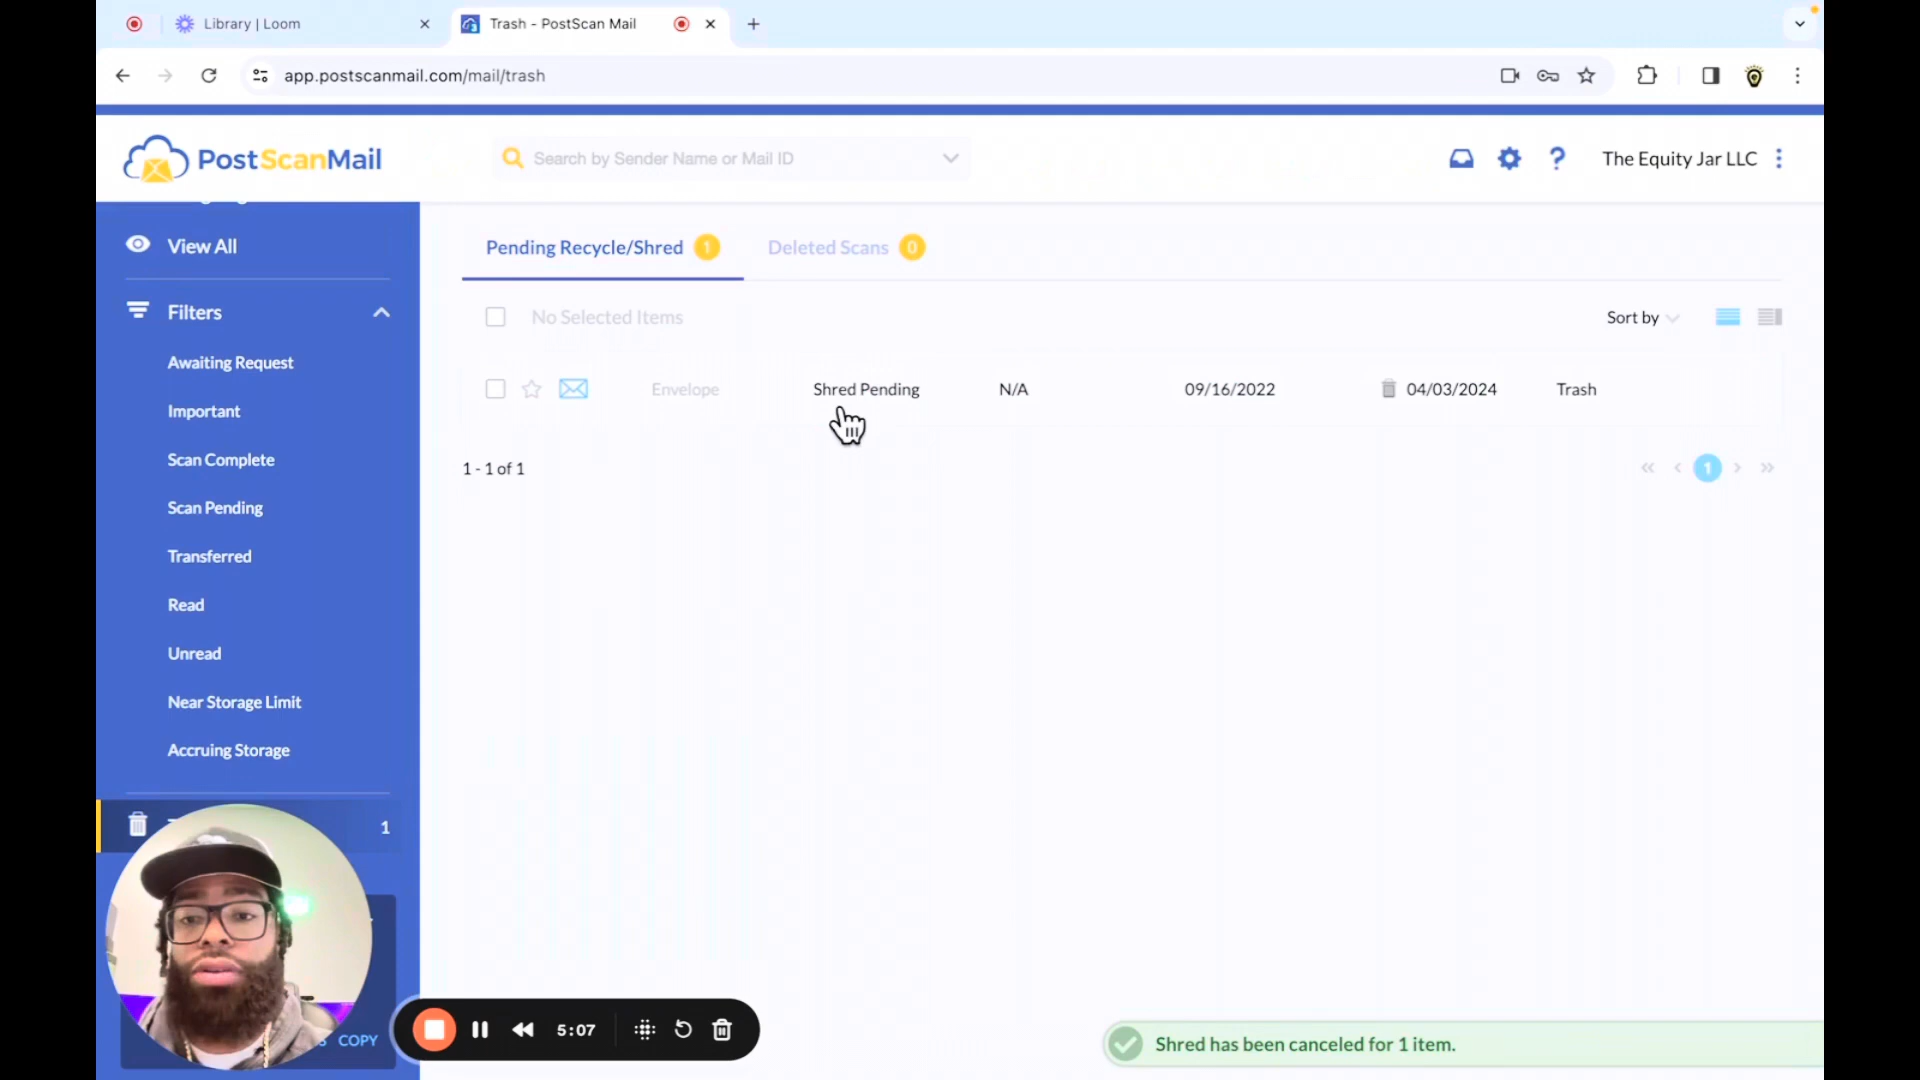 Library | Loom
Trash - PostScan Mail
app.postscanmail.com/mail/trash
PostScanMail
Search by Sender Name or Mail ID
The Equity Jar LLC
View All
Filters
Awaiting Request
Important
Scan Complete
Scan Pending
Transferred
Read
Unread
Near Storage Limit
Accruing Storage
1
COPY
Pending Recycle/Shred 1
Deleted Scans 0
No Selected Items
Sort by
Envelope Shred Pending N/A 09/16/2022 04/03/2024 Trash
1 - 1 of 1
« ‹ 1 › »
5:07
Shred has been canceled for 1 item.